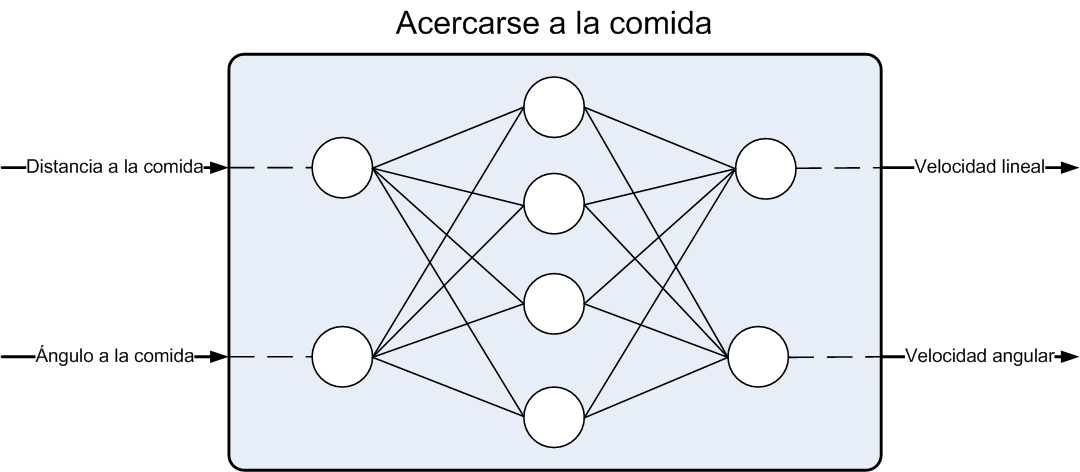 Acercarse a la comida
Distancia a la comida
Velocidad lineal
Ángulo a la comida
Velocidad angular